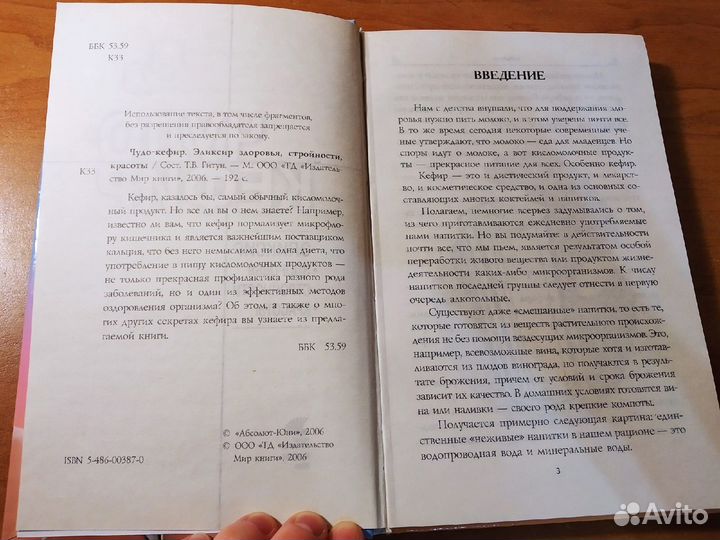 ББК 53.59
К33
Использование текста, в том числе фрагментов,
без разрешения правообладателя запрещается
и преследуется по закону.
Чудо-кефир. Эликсир здоровья, стройности,
К33
красоты / Сост. Т.В. Гитун. — М.: ООО «ТД «Издатель-
ство Мир книги», 2006. — 192 с.
Кефир, казалось бы, самый обычный кисломолоч-
ный продукт. Но все ли вы о нем знаете? Например,
известно ли вам, что кефир нормализует микрофло-
ру кишечника и является важнейшим поставщиком
кальция, что без него немыслима ни одна диета, что
употребление в пищу кисломолочных продуктов — не
только прекрасная профилактика разного рода
заболеваний, но и один из эффективных методов
оздоровления организма? Об этом, а также о мно-
гих других секретах кефира вы узнаете из предла-
гаемой книги.
ББК 53.59
© «Абсолют-Юни», 2006
© ООО «ТД «Издательство
Мир книги», 2006
ISBN 5-486-00387-0
ВВЕДЕНИЕ
Нам с детства внушали, что для поддержания здо-
ровья нужно пить молоко, и в этом уверены почти все.
В то же время сегодня некоторые современные уче-
ные утверждают, что молоко — еда для младенцев. Но
споры идут о молоке, а вот кисломолочные продук-
ты — прекрасное питание для всех. Особенно кефир.
Кефир — это и диетический продукт, и лекарство,
и косметическое средство, и одна из основных со-
ставляющих многих коктейлей и напитков.
Полагаем, немногие всерьез задумывались о том,
из чего приготавливаются ежедневно употребляемые
нами напитки. Но вы подумайте: в действительности
почти все, что мы пьем, является результатом особой
переработки живого вещества или продуктом жизне-
деятельности каких-либо микроорганизмов. К числу
напитков последней группы следует отнести в первую
очередь алкогольные.
Существуют даже «смешанные» напитки, то есть те,
которые готовятся из веществ растительного происхож-
дения не без помощи вездесущих микроорганизмов. Это,
например, всевозможные вина, которые хотя и изготав-
ливаются из плодов винограда, но получаются в резуль-
тате брожения, причем от условий и срока брожения
зависит их качество. В домашних условиях готовятся ви-
на или наливки — своего рода крепкие компоты.
Получается примерно следующая картина: един-
ственные «неживые» напитки в нашем рационе — это
водопроводная вода и минеральные воды.
3
Avito